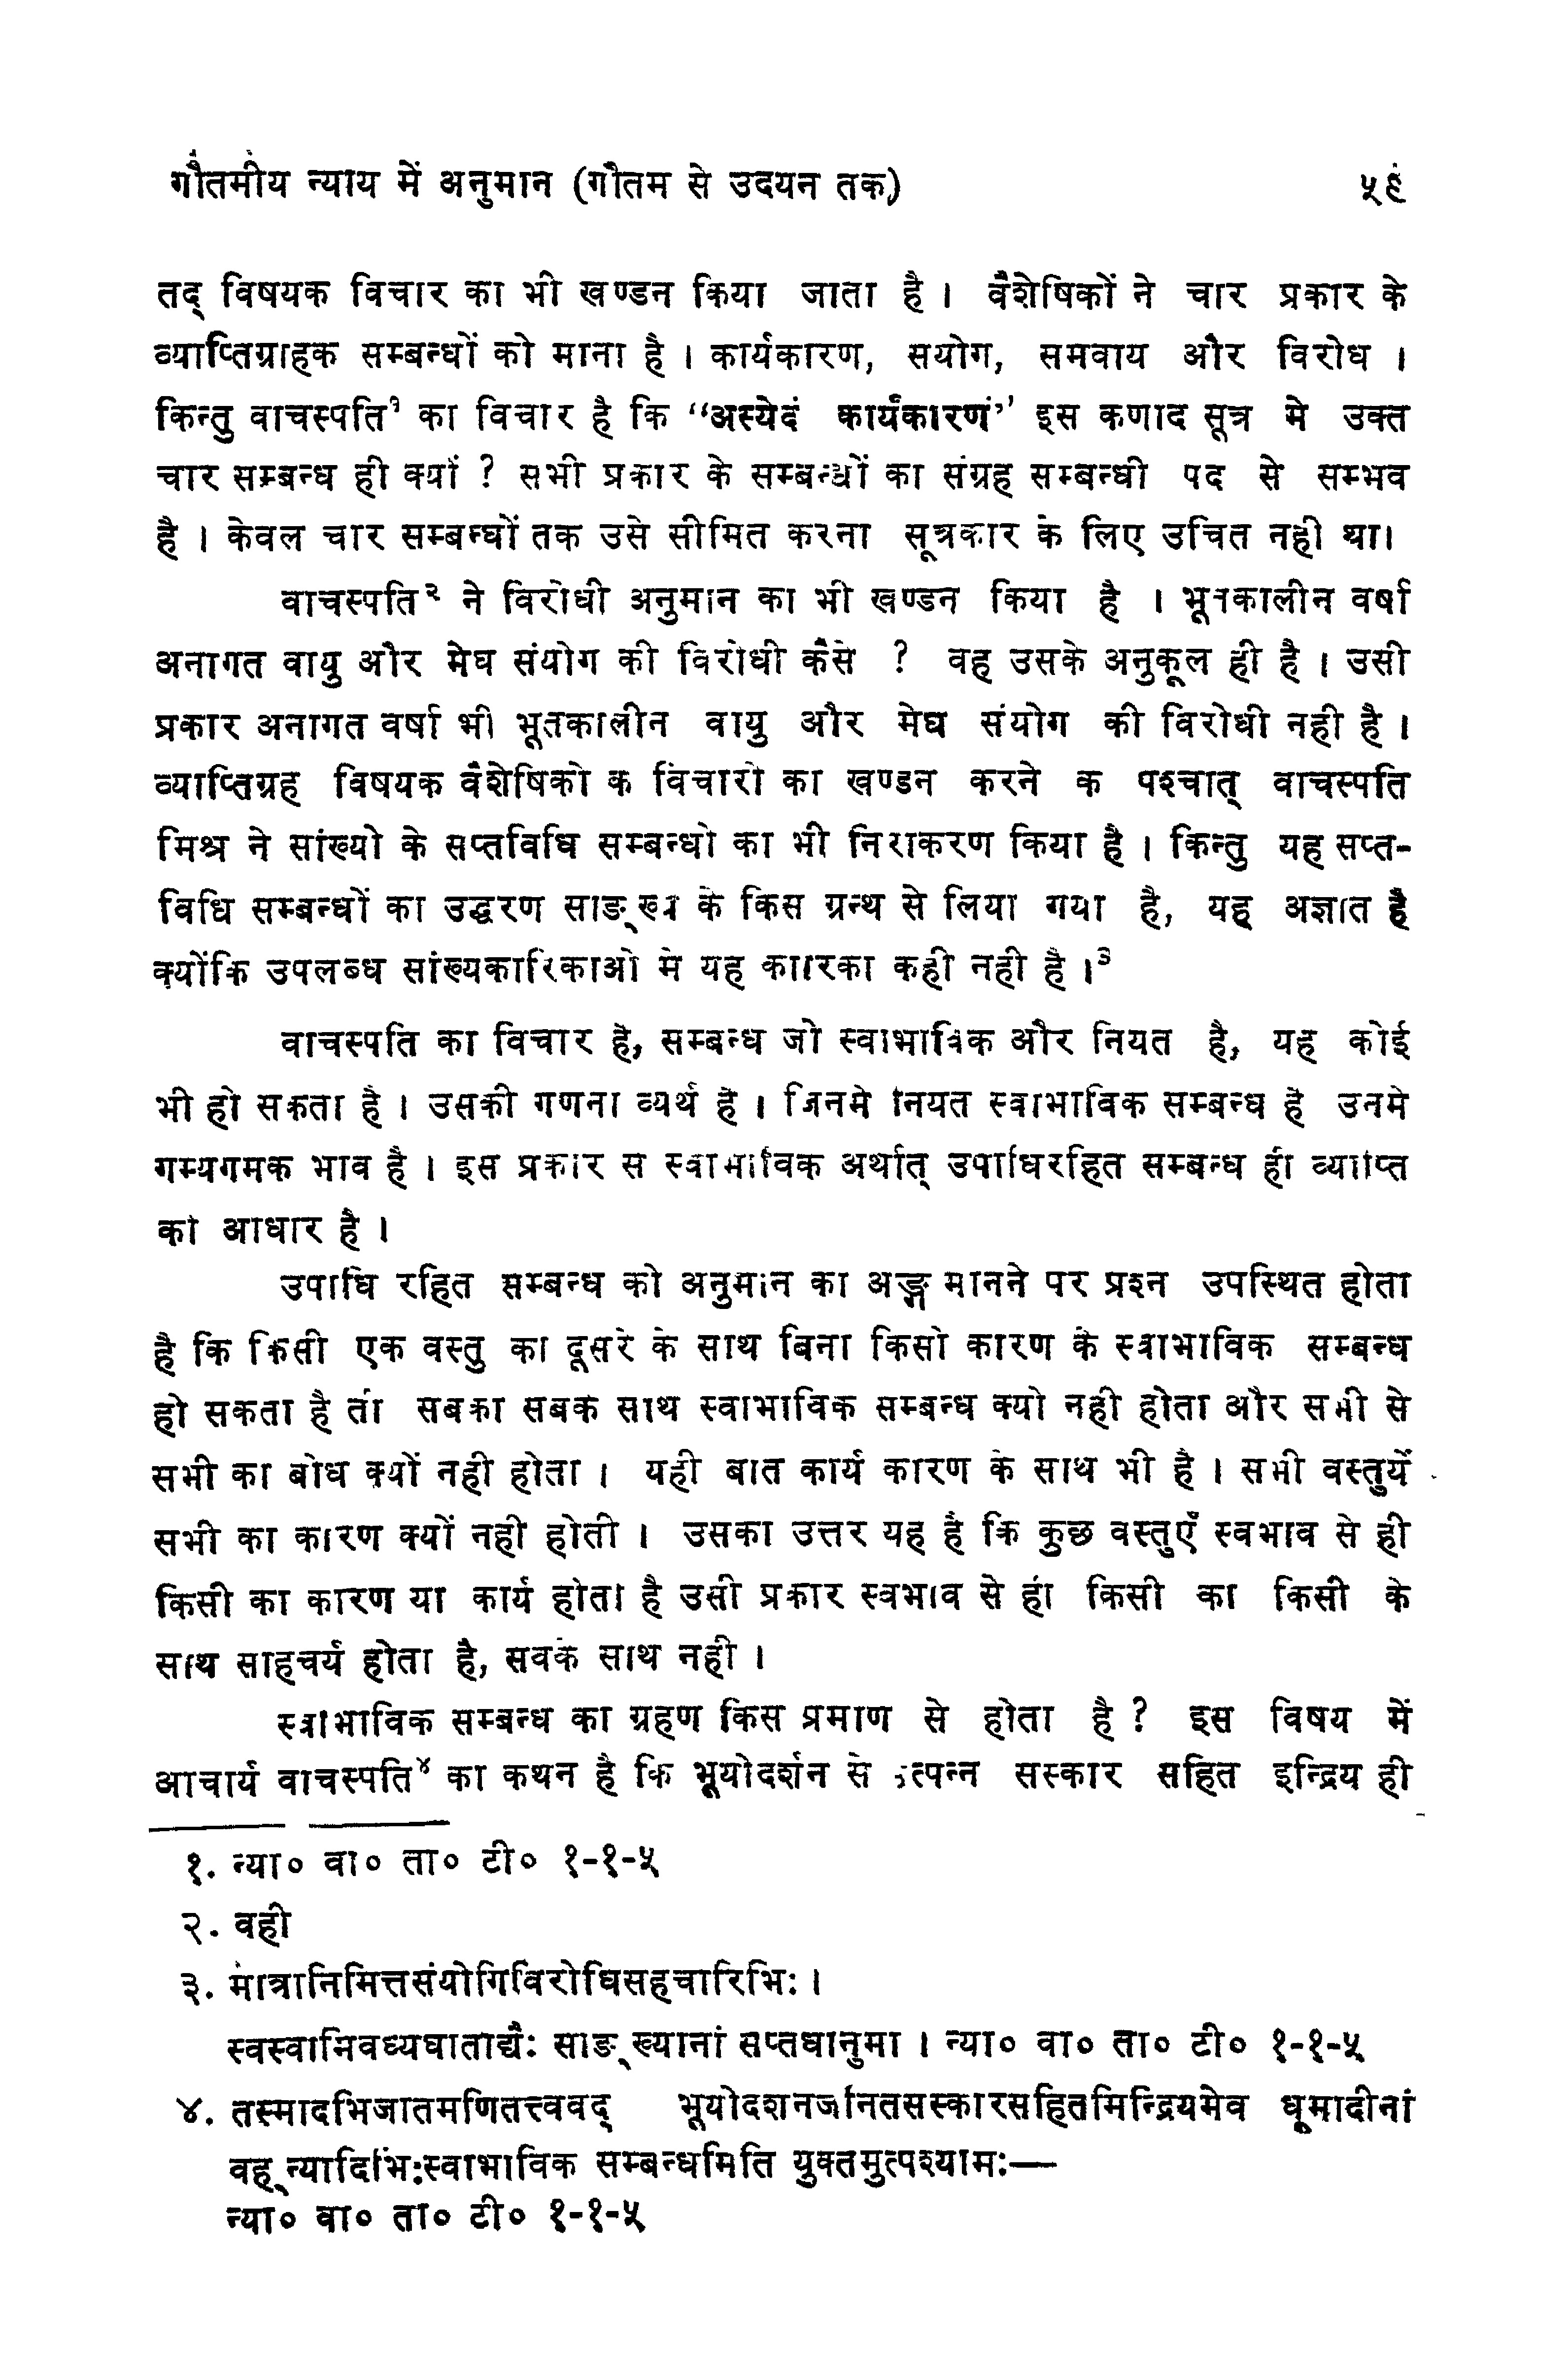 गौतमीय न्याय में अनुमान (गौतम से उदयन तक) ५९
तद् विषयक विचार का भी खण्डन किया जाता है । वैशेषिकों ने चार प्रकार के
व्याप्तिग्राहक सम्बन्धों को माना है । कार्यकारण, सयोग, समवाय और विरोध ।
किन्तु वाचस्पति१ का विचार है कि “अस्येदं कार्यंकारणं” इस कणाद सूत्र मे उक्त
चार सम्बन्ध ही क्यों ? सभी प्रकार के सम्बन्धों का संग्रह सम्बन्धी पद से सम्भव
है । केवल चार सम्बन्धों तक उसे सीमित करना सूत्रकार के लिए उचित नही था।
वाचस्पति२ ने विरोधी अनुमान का भी खण्डन किया है । भूतकालीन वर्षा
अनागत वायु और मेघ संयोग की विरोधी कैसे ? वह उसके अनुकूल ही है । उसी
प्रकार अनागत वर्षा भी भूतकालीन वायु और मेघ संयोग की विरोधी नही है ।
व्याप्तिग्रह विषयक वैशेषिको क विचारो का खण्डन करने क पश्चात् वाचस्पति
मिश्र ने सांख्यो के सप्तविधि सम्बन्धो का भी निराकरण किया है । किन्तु यह सप्त-
विधि सम्बन्धों का उद्धरण साङ्ख्य के किस ग्रन्थ से लिया गया है, यह अज्ञात है
क्योंकि उपलब्ध सांख्यकारिकाओ मे यह कारिका कही नही है ।३
वाचस्पति का विचार है, सम्बन्ध जो स्वाभाविक और नियत है, यह कोई
भी हो सकता है । उसकी गणना व्यर्थ है । जिनमे नियत स्वाभाविक सम्बन्ध है उनमे
गम्यगमक भाव है । इस प्रकार स स्वाभाविक अर्थात् उपाधिरहित सम्बन्ध ही व्याप्ति
का आधार है ।
उपाधि रहित सम्बन्ध को अनुमान का अङ्ग मानने पर प्रश्न उपस्थित होता
है कि किसी एक वस्तु का दूसरे के साथ बिना किसी कारण के स्वाभाविक सम्बन्ध
हो सकता है तो सबका सबके साथ स्वाभाविक सम्बन्ध क्यो नही होता और सभी से
सभी का बोध क्यों नही होता । यही बात कार्य कारण के साथ भी है । सभी वस्तुयें
सभी का कारण क्यों नही होती । उसका उत्तर यह है कि कुछ वस्तुएँ स्वभाव से ही
किसी का कारण या कार्य होता है उसी प्रकार स्वभाव से ही किसी का किसी के
साथ साहचर्य होता है, सबके साथ नही ।
स्वाभाविक सम्बन्ध का ग्रहण किस प्रमाण से होता है ? इस विषय में
आचार्य वाचस्पति४ का कथन है कि भूयोदर्शन से उत्पन्न सस्कार सहित इन्द्रिय ही
१. न्या० वा० ता० टी० १-१-५
२. वही
३. मात्रानिमित्तसंयोगिविरोधिसहचारिभिः ।
स्वस्वामिवध्यघाताद्यैः साङ्ख्यानां सप्तधानुमा । न्या० वा० ता० टी० १-१-५
४. तस्मादभिजातमणितत्त्ववद् भूयोदशनजनितसस्कारसहितमिन्द्रियमेव धूमादीनां
वह्न्यादिभिःस्वाभाविक सम्बन्धमिति युक्तमुत्पश्यामः—
न्या० वा० ता० टी० १-१-५